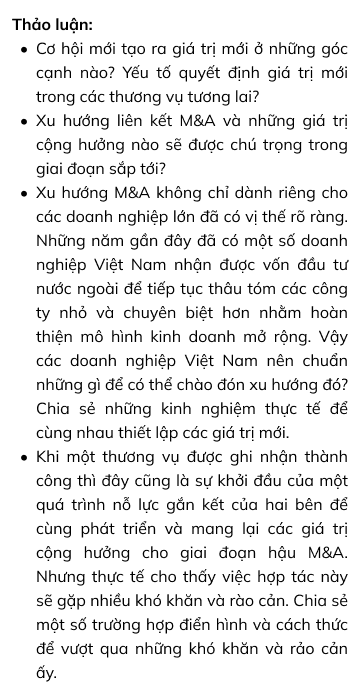 Thảo luận:
• Cơ hội mới tạo ra giá trị mới ở những góc
cạnh nào? Yếu tố quyết định giá trị mới
trong các thương vụ tương lai?
• Xu hướng liên kết M&A và những giá trị
cộng hưởng nào sẽ được chú trọng trong
giai đoạn sắp tới?
• Xu hướng M&A không chỉ dành riêng cho
các doanh nghiệp lớn đã có vị thế rõ ràng.
Những năm gần đây đã có một số doanh
nghiệp Việt Nam nhận được vốn đầu tư
nước ngoài để tiếp tục thâu tóm các công
ty nhỏ và chuyên biệt hơn nhằm hoàn
thiện mô hình kinh doanh mở rộng. Vậy
các doanh nghiệp Việt Nam nên chuẩn
những gì để có thể chào đón xu hướng đó?
Chia sẻ những kinh nghiệm thực tế để
cùng nhau thiết lập các giá trị mới.
• Khi một thương vụ được ghi nhận thành
công thì đây cũng là sự khởi đầu của một
quá trình nỗ lực gắn kết của hai bên để
cùng phát triển và mang lại các giá trị
cộng hưởng cho giai đoạn hậu M&A.
Nhưng thực tế cho thấy việc hợp tác này
sẽ gặp nhiều khó khăn và rào cản. Chia sẻ
một số trường hợp điển hình và cách thức
để vượt qua những khó khăn và rảo cản
ấy.